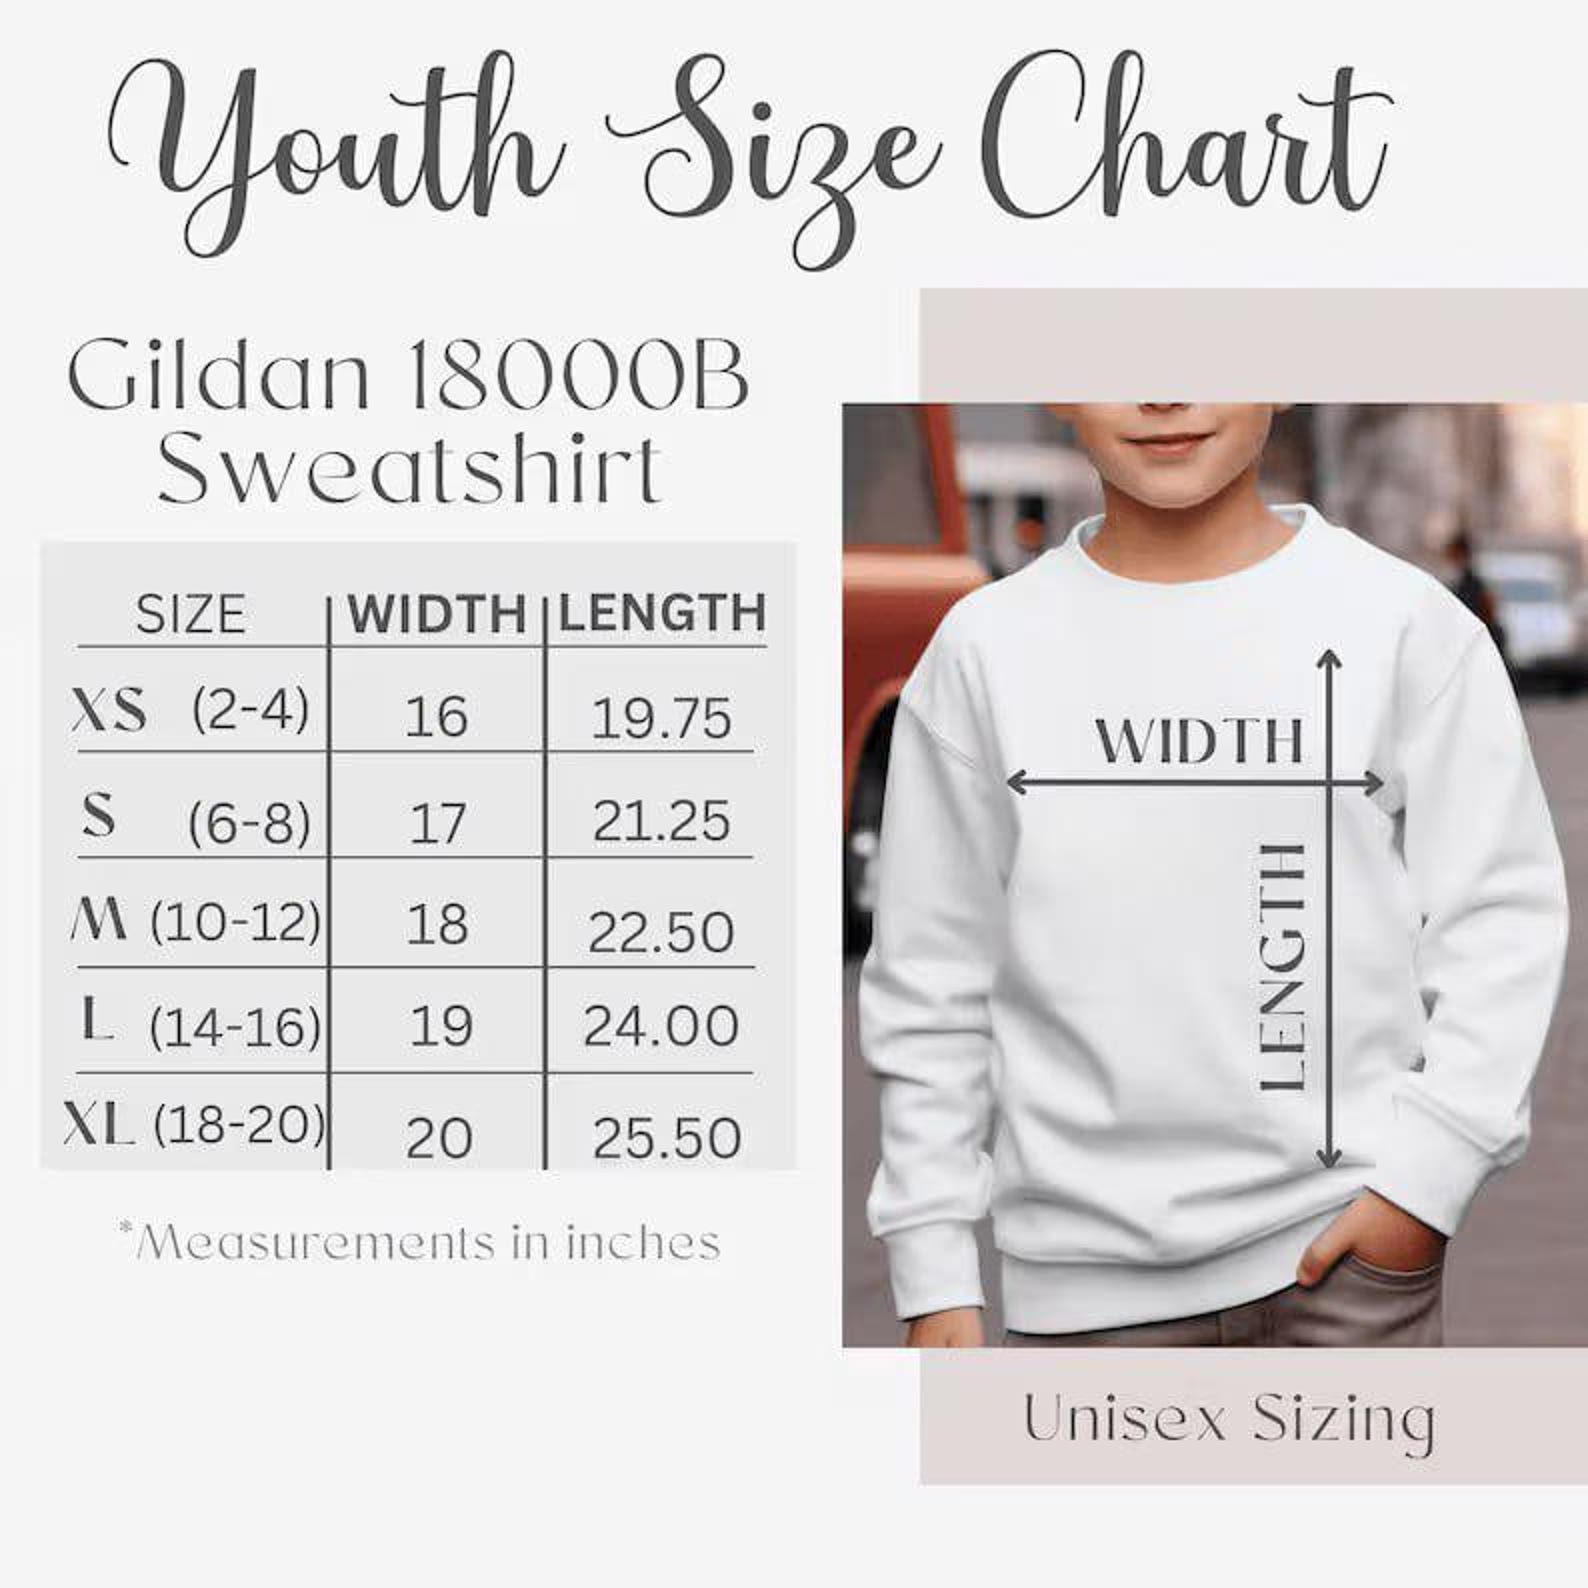 Youth Size Chart
Gildan 18000B
Sweatshirt
SIZE WIDTH LENGTH
XS (2-4) 16 19.75
S (6-8) 17 21.25
M (10-12) 18 22.50
L (14-16) 19 24.00
XL (18-20) 20 25.50
*Measurements in inches
WIDTH
LENGTH
Unisex Sizing